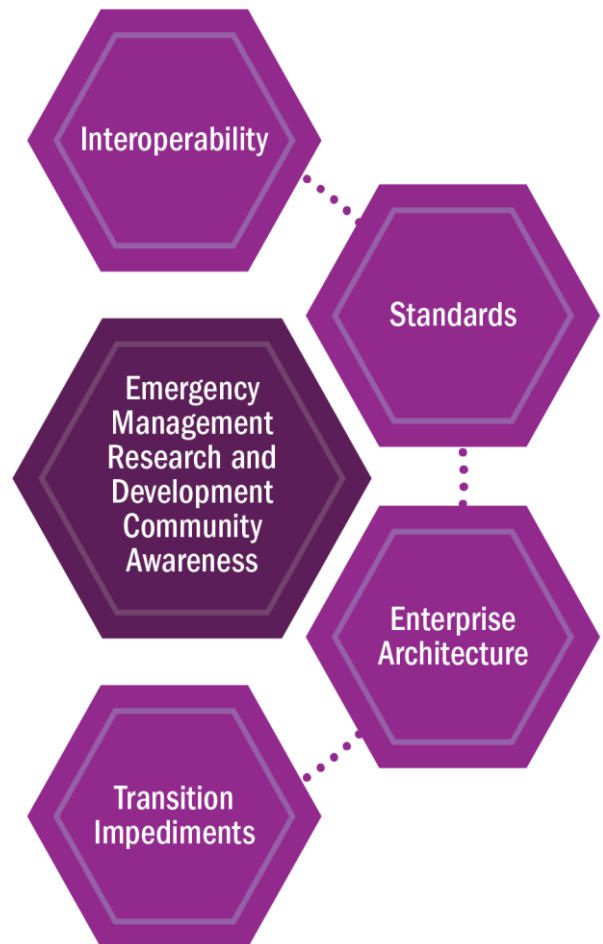 Interoperability
Standards
Emergency
Management
Research and
Development
Community
Awareness
Enterprise
Architecture
Transition
Impediments